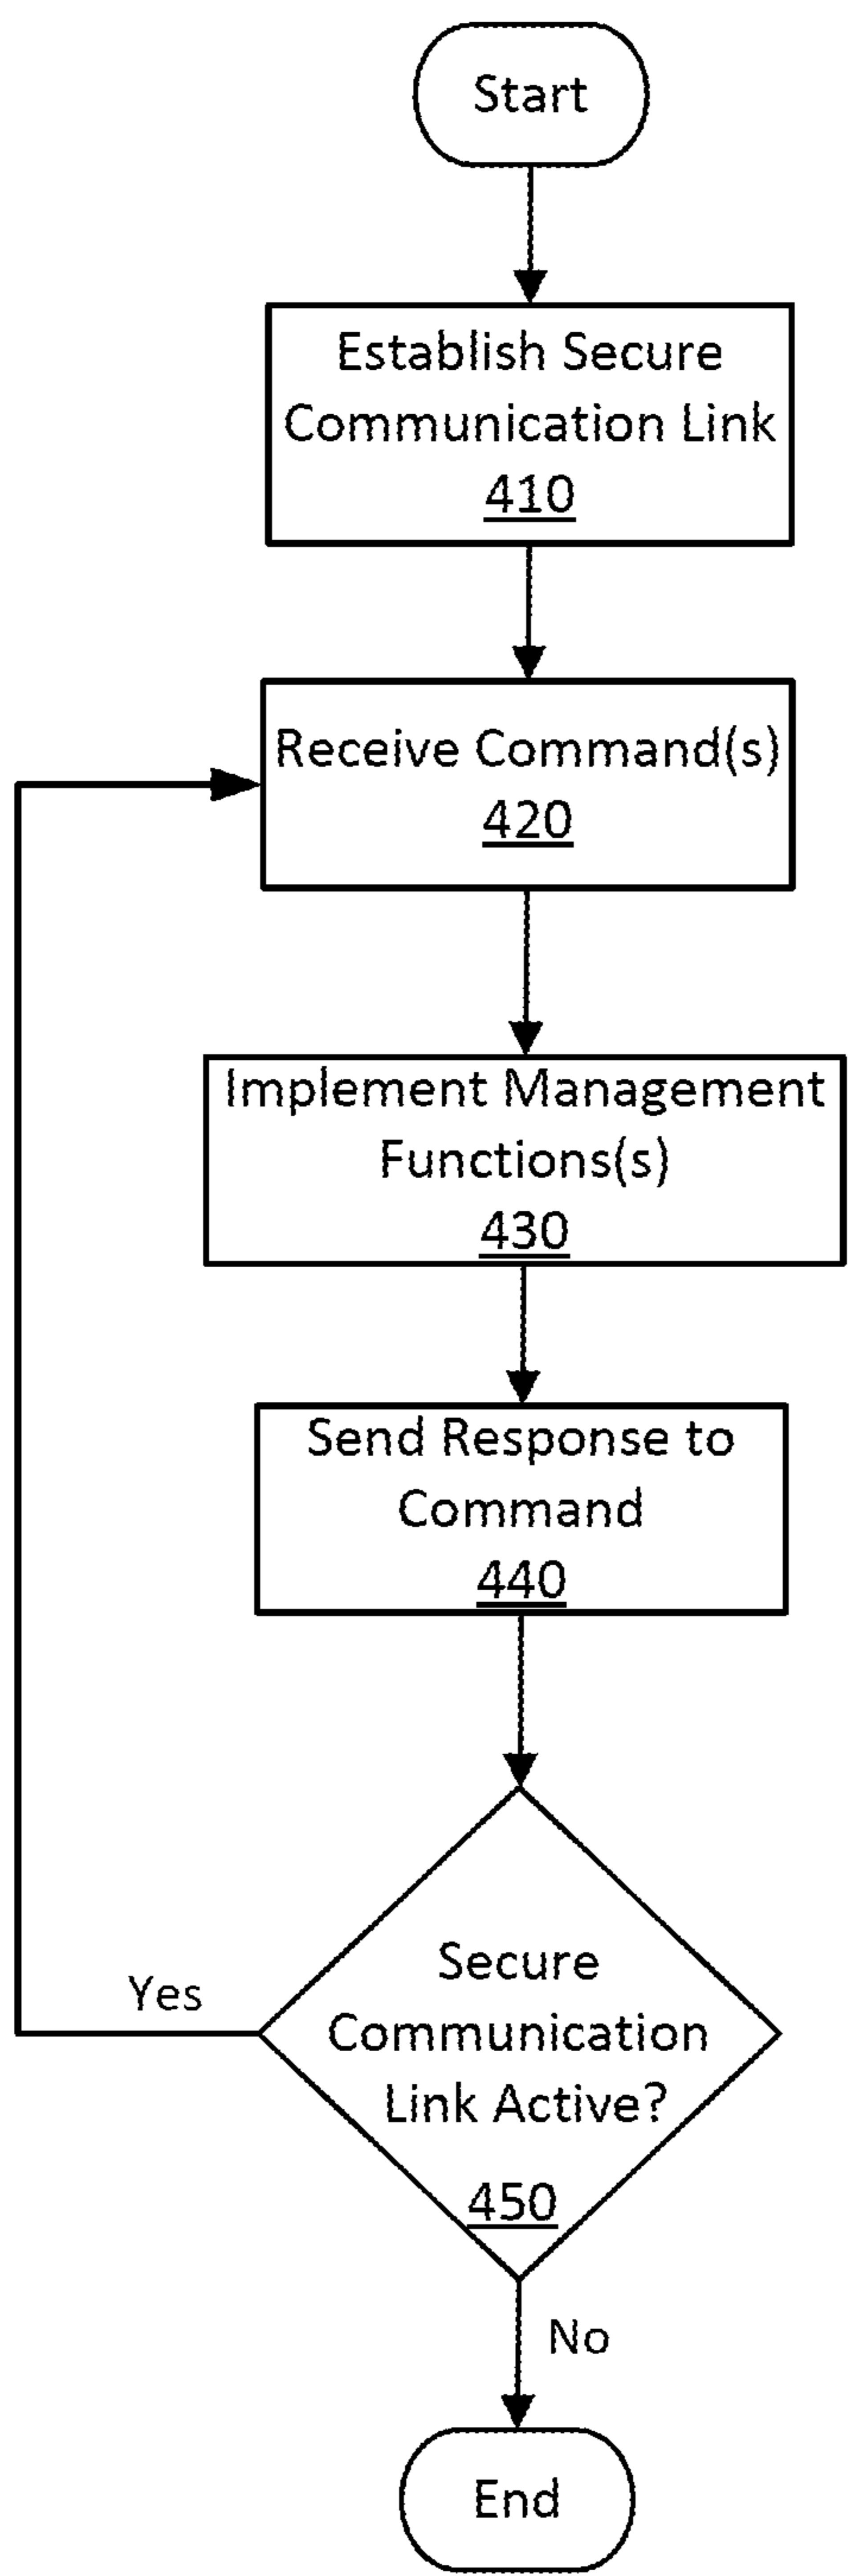 Start
Establish Secure
Communication Link
410
Receive Command(s)
420
Implement Management
Functions(s)
430
Send Response to
Command
440
Secure
Communication
Link Active?
450
Yes
No
End